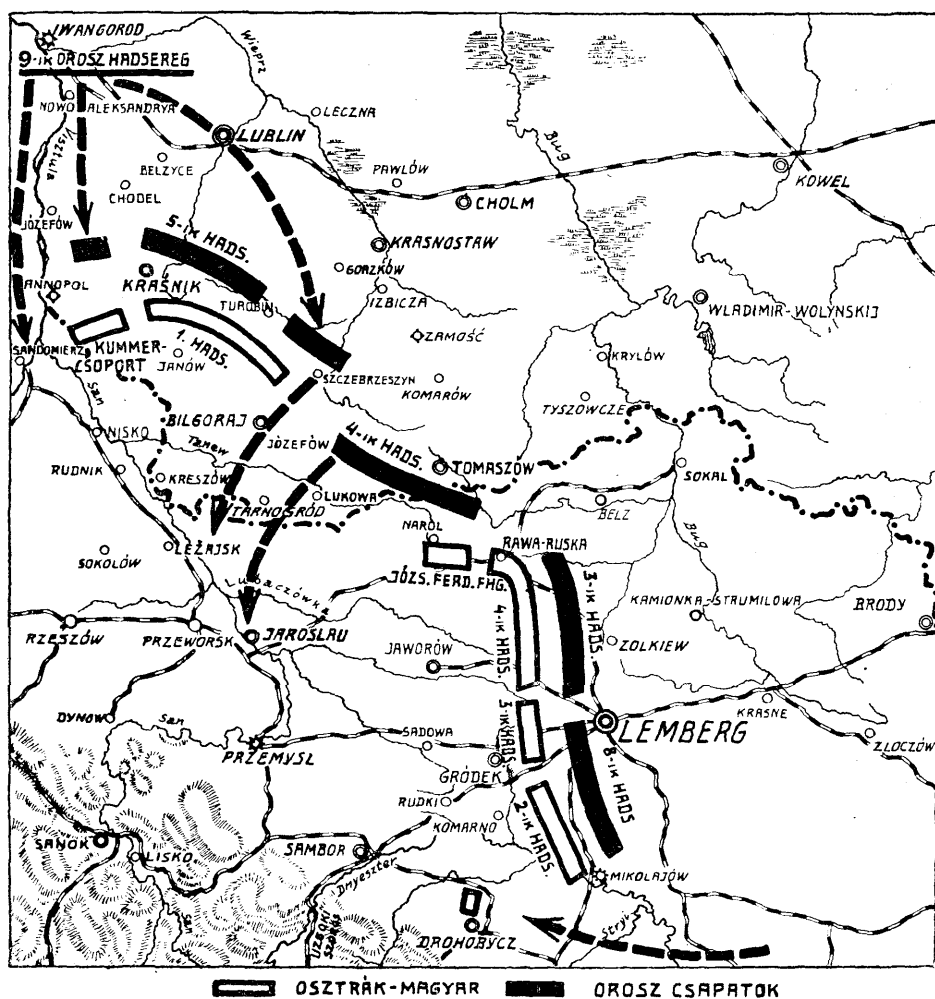 IWANGOROD
9-IK OROSZ HADSEREG
Wieprz
NOWO ALEKSANDRYA
LECZNA
LUBLIN
Visztula
BELZYCE
Bug
PAWLÓW
KOWEL
CHODEL
CHOLM
JÓZEFÓW
5-IK HADS.
KRASNOSTAW
GORZKÓW
KRAŚNIK
ANNOPOL
IZBICZA
TUROBIN
WLADIMIR-WOLYNSKIJ
ZAMOŚĆ
SANDOMIERZ
KUMMER-
CSOPORT
1. HADS.
JANÓW
KRYLÓW
SZCZEBRZESZYN
KOMARÓW
San
TYSZOWCZE
BILGORAJ
NISKO
Tanew
JÓZEFÓW
4-IK HADS.
TOMASZÓW
RUDNIK
KRESZÓW
LUKOWA
SOKAL
TARNOGRÓD
BELZ
NAROL
Bug
SOKOLÓW
LEŻAJSK
RAWA-RUSKA
JÓZS. FERD. FHG.
Lubaczówka
3-IK HADS.
4-IK HADS.
KAMIONKA-STRUMILOWA
BRODY
RZESZÓW
PRZEWORSK
JAROSLAU
JAWORÓW
ZOLKIEW
DYNOW
San
3-IK HADS.
KRASNE
LEMBERG
SADOWA
ZLOCZÓW
PRZEMYSL
GRÓDEK
8-IK HADS
RUDKI
2-IK HADS.
KOMARNO
SANOK
LISKO
SAMBOR
Dnyeszter
MIKOLAJÓW
San
UZSOKI
SZOROS
DROHOBYCZ
Stryj
OSZTRÁK-MAGYAR
OROSZ CSAPATOK